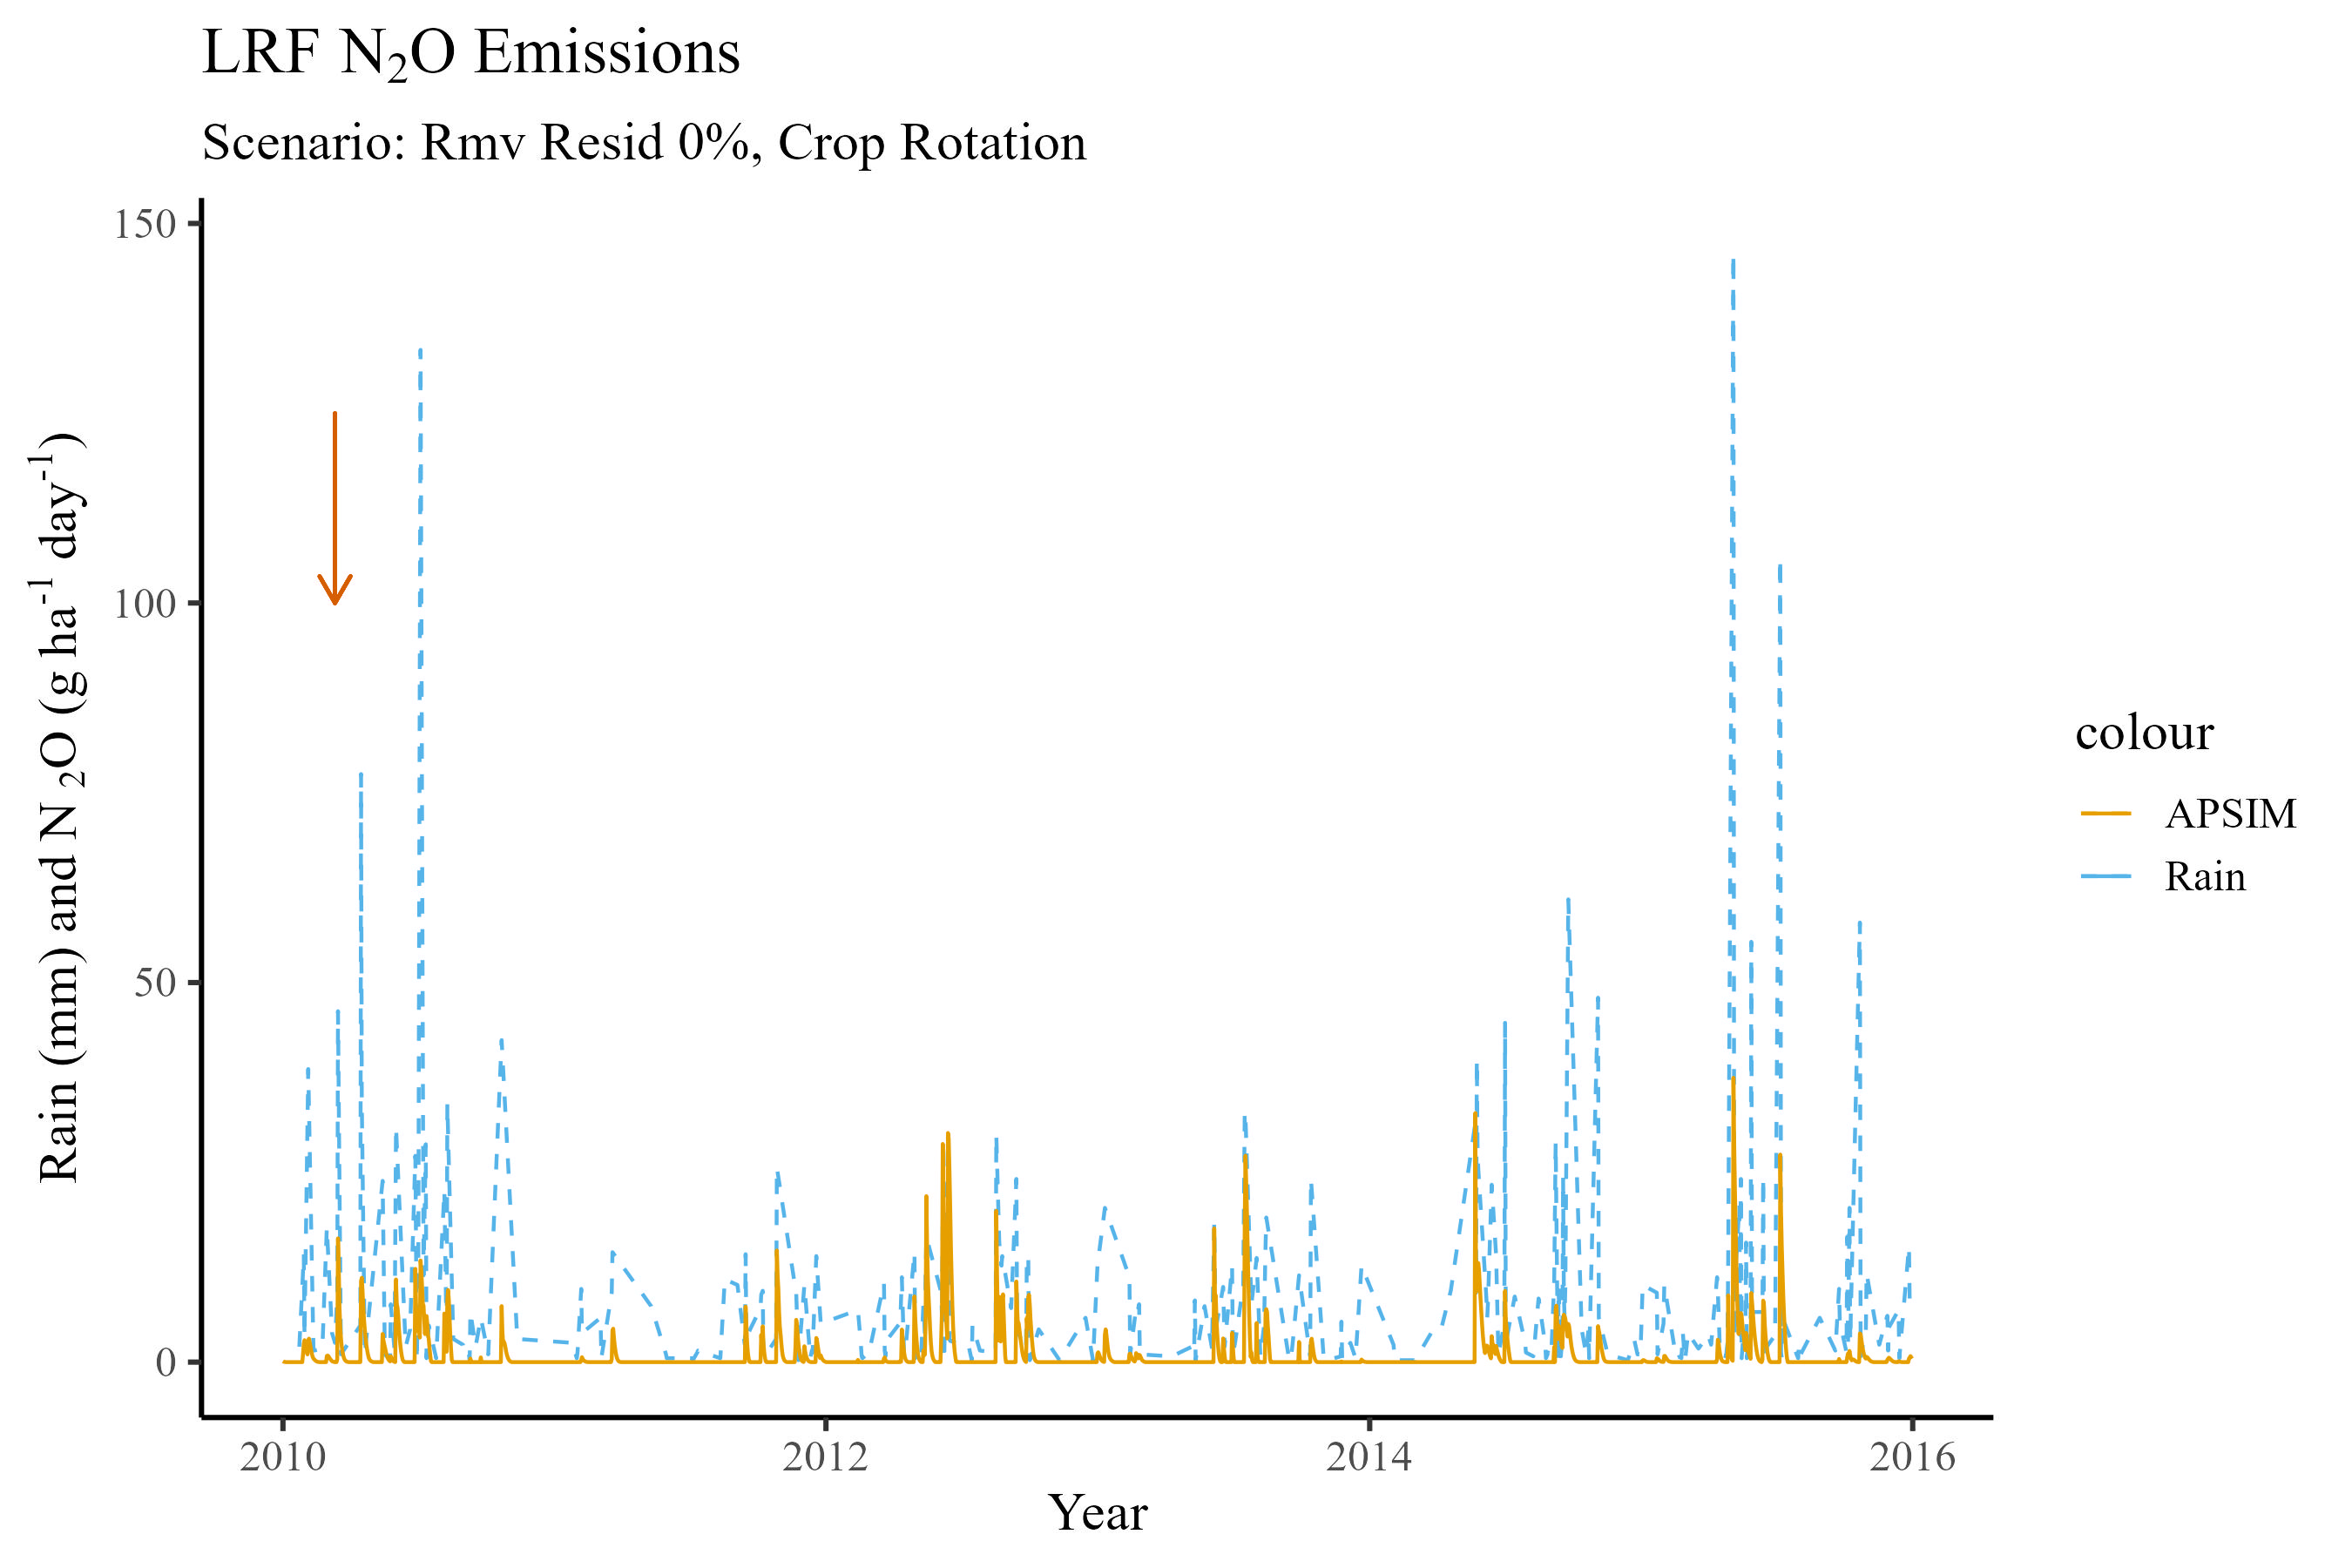 LRF N₂O Emissions
Scenario: Rmv Resid 0%, Crop Rotation
Rain (mm) and N ₂O (g ha⁻¹ day⁻¹)
150
100
50
0
2010 2012 2014 2016
Year
colour
APSIM
Rain